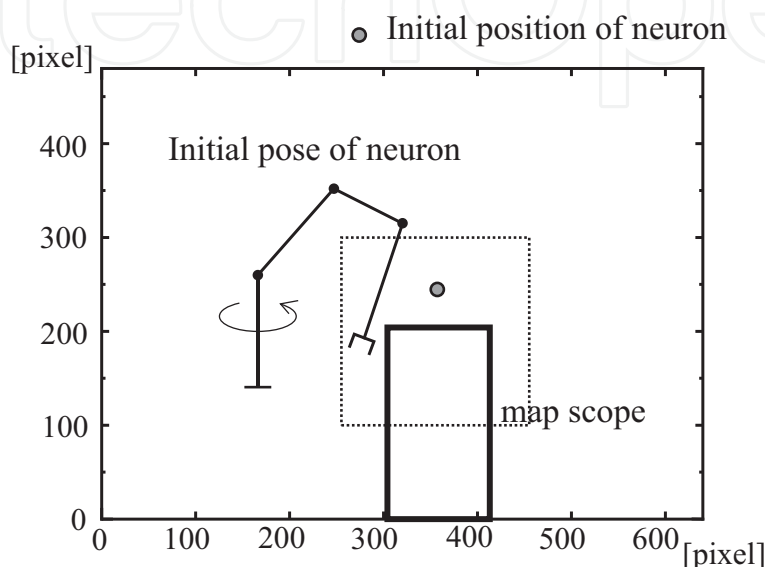 Initial position of neuron
[pixel]
Initial pose of neuron
400
300
200
100
0
map scope
0 100 200 300 400 500 600 [pixel]